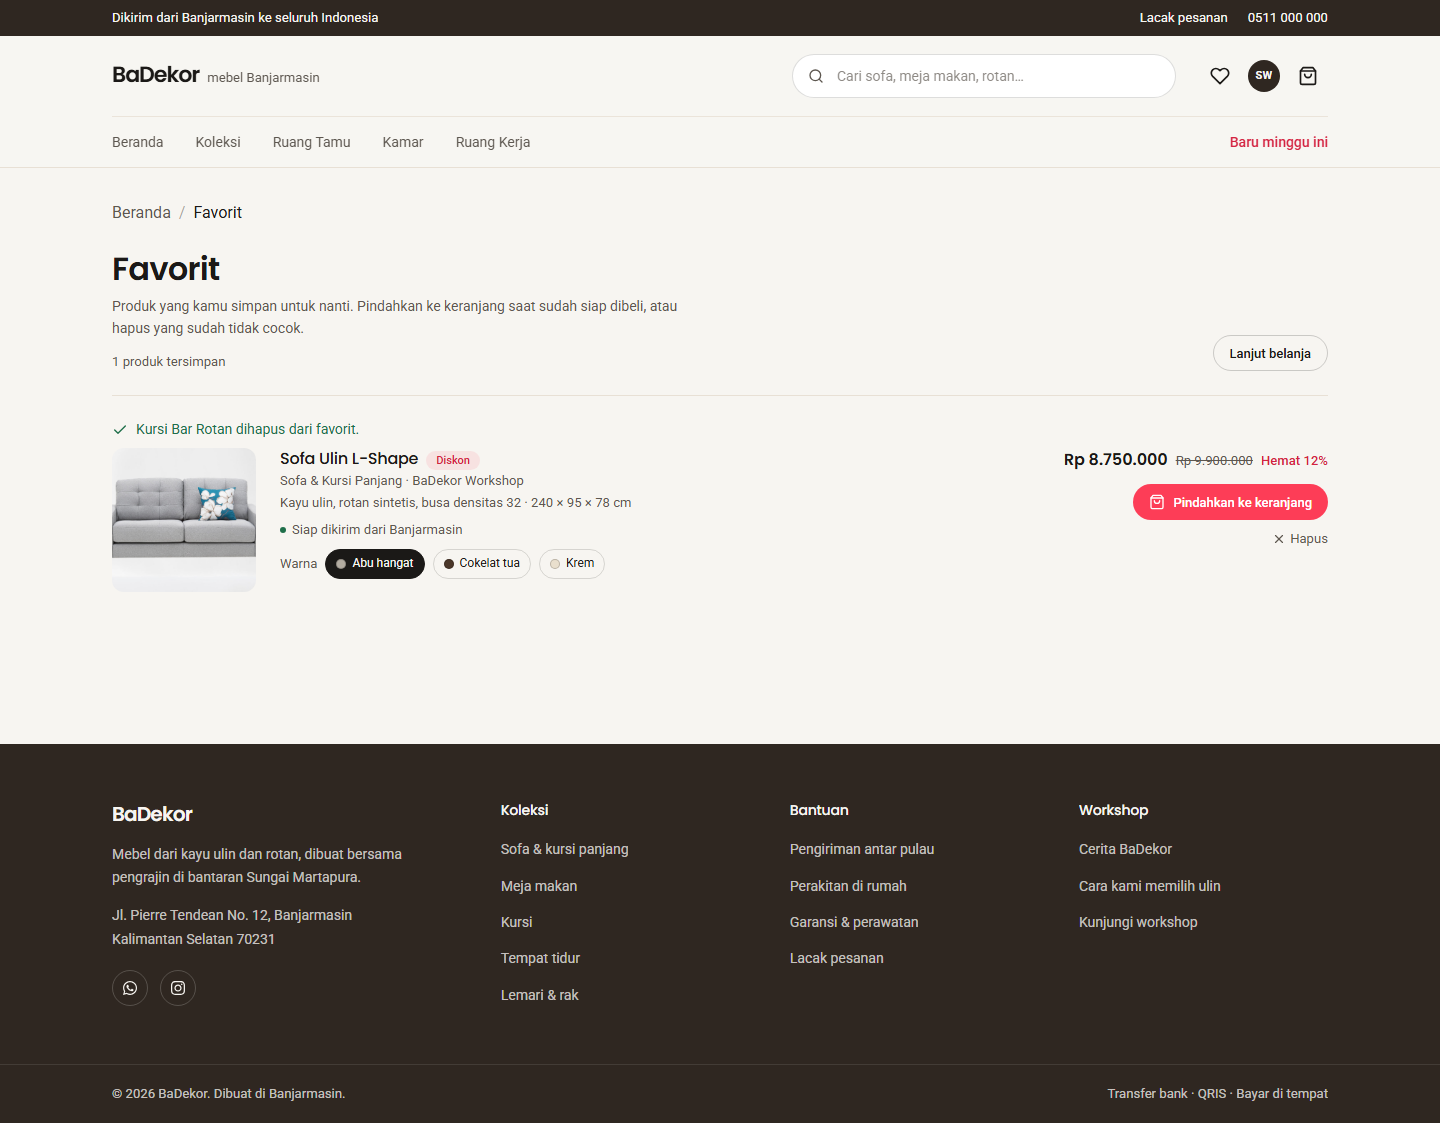 Dikirim dari Banjarmasin ke seluruh Indonesia
Lacak pesanan
0511 000 000
BaDekor
mebel Banjarmasin
Cari sofa, meja makan, rotan...
SW
Beranda
Koleksi
Ruang Tamu
Kamar
Ruang Kerja
Baru minggu ini
Beranda / Favorit
Favorit
Produk yang kamu simpan untuk nanti. Pindahkan ke keranjang saat sudah siap dibeli, atau
hapus yang sudah tidak cocok.
1 produk tersimpan
Lanjut belanja
Kursi Bar Rotan dihapus dari favorit.
Sofa Ulin L-Shape
Diskon
Sofa & Kursi Panjang · BaDekor Workshop
Kayu ulin, rotan sintetis, busa densitas 32 · 240 × 95 × 78 cm
Siap dikirim dari Banjarmasin
Warna
Abu hangat
Cokelat tua
Krem
Rp 8.750.000
Rp 9.900.000
Hemat 12%
Pindahkan ke keranjang
Hapus
BaDekor
Mebel dari kayu ulin dan rotan, dibuat bersama
pengrajin di bantaran Sungai Martapura.
Jl. Pierre Tendean No. 12, Banjarmasin
Kalimantan Selatan 70231
Koleksi
Sofa & kursi panjang
Meja makan
Kursi
Tempat tidur
Lemari & rak
Bantuan
Pengiriman antar pulau
Perakitan di rumah
Garansi & perawatan
Lacak pesanan
Workshop
Cerita BaDekor
Cara kami memilih ulin
Kunjungi workshop
© 2026 BaDekor. Dibuat di Banjarmasin.
Transfer bank · QRIS · Bayar di tempat